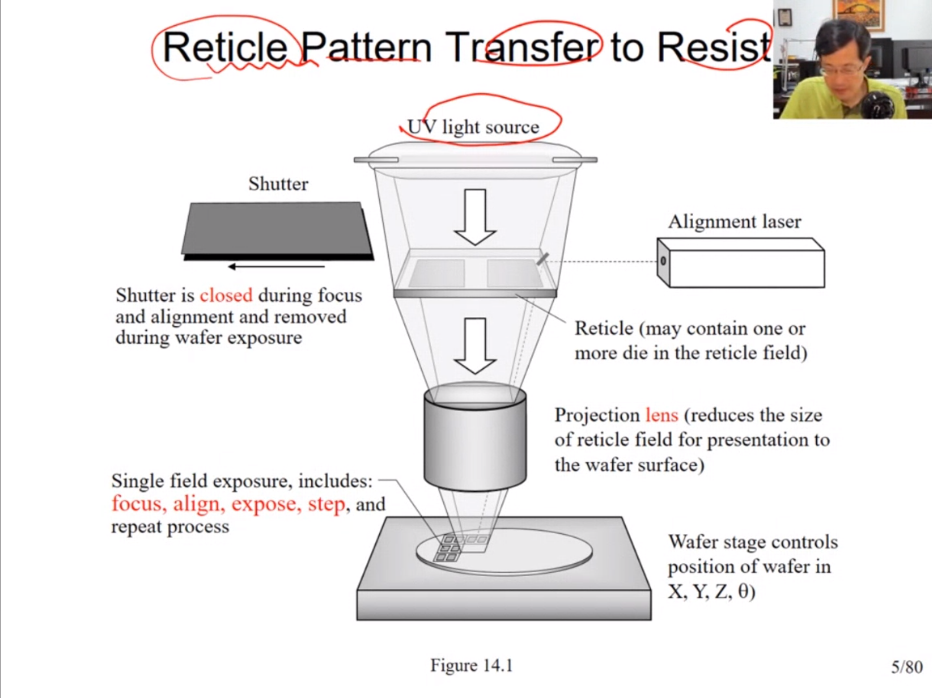 Reticle Pattern Transfer to Resist
UV light source
Shutter
Alignment laser
Shutter is closed during focus
and alignment and removed
during wafer exposure
Reticle (may contain one or
more die in the reticle field)
Projection lens (reduces the size
of reticle field for presentation to
the wafer surface)
Single field exposure, includes:
focus, align, expose, step, and
repeat process
Wafer stage controls
position of wafer in
X, Y, Z, θ)
Figure 14.1
5/80